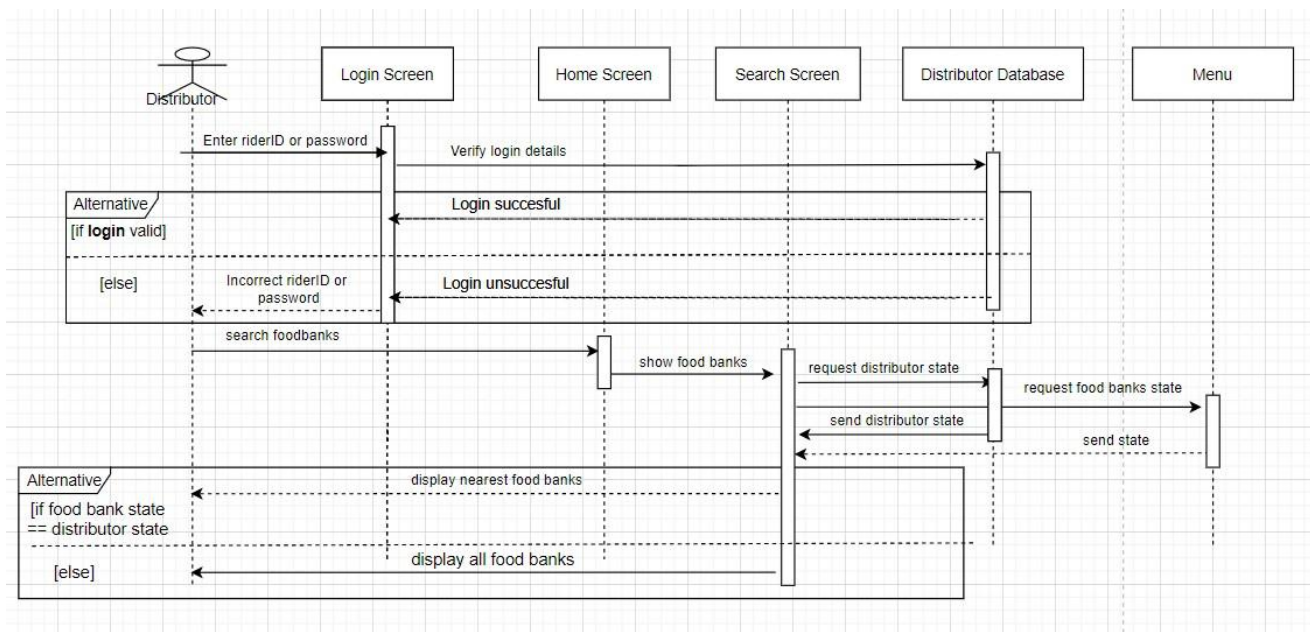 Distributor
Login Screen
Home Screen
Search Screen
Distributor Database
Menu
Enter riderID or password
Verify login details
Alternative
Login succesful
[if login valid]
[else]
Incorrect riderID or
password
Login unsuccesful
search foodbanks
show food banks
request distributor state
request food banks state
send distributor state
send state
Alternative
display nearest food banks
[if food bank state
== distributor state
display all food banks
[else]